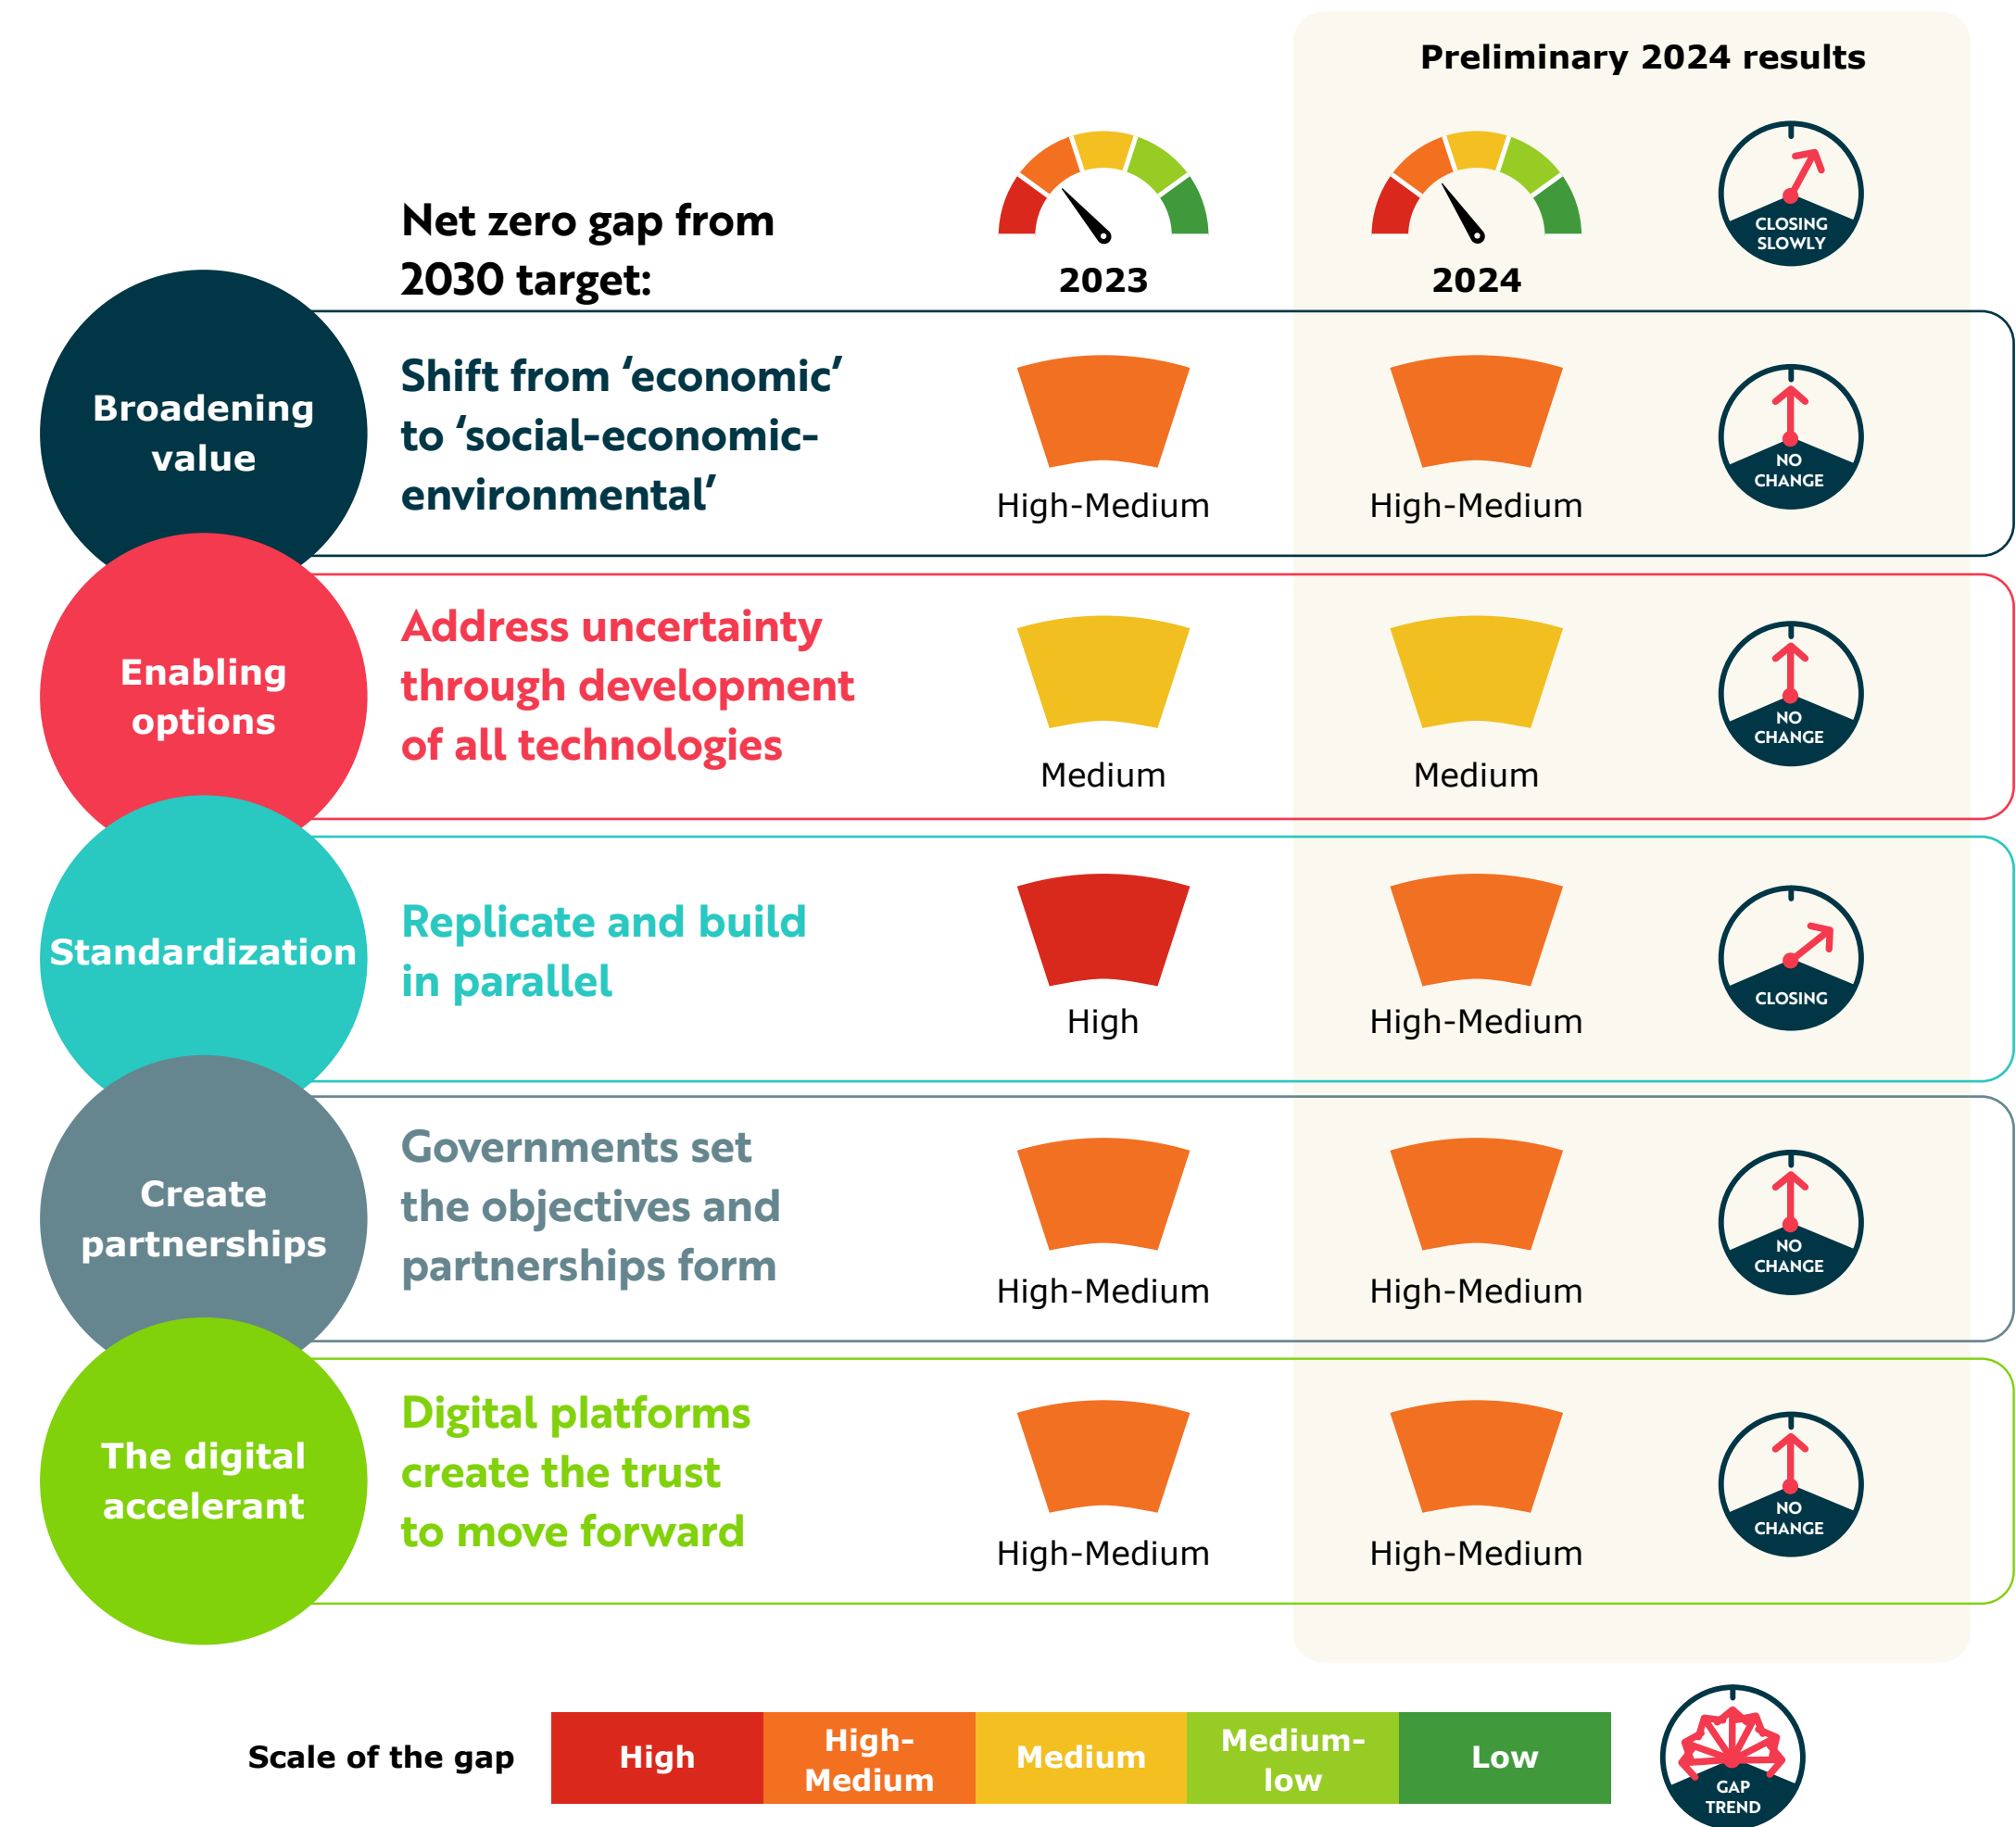 Preliminary 2024 results
Net zero gap from
2030 target:
2023
2024
CLOSING
SLOWLY
Broadening
value
Shift from ‘economic’
to ‘social-economic-
environmental’
High-Medium
High-Medium
NO
CHANGE
Enabling
options
Address uncertainty
through development
of all technologies
Medium
Medium
NO
CHANGE
Standardization
Replicate and build
in parallel
High
High-Medium
CLOSING
Create
partnerships
Governments set
the objectives and
partnerships form
High-Medium
High-Medium
NO
CHANGE
The digital
accelerant
Digital platforms
create the trust
to move forward
High-Medium
High-Medium
NO
CHANGE
Scale of the gap
High
High-
Medium
Medium
Medium-
low
Low
GAP
TREND